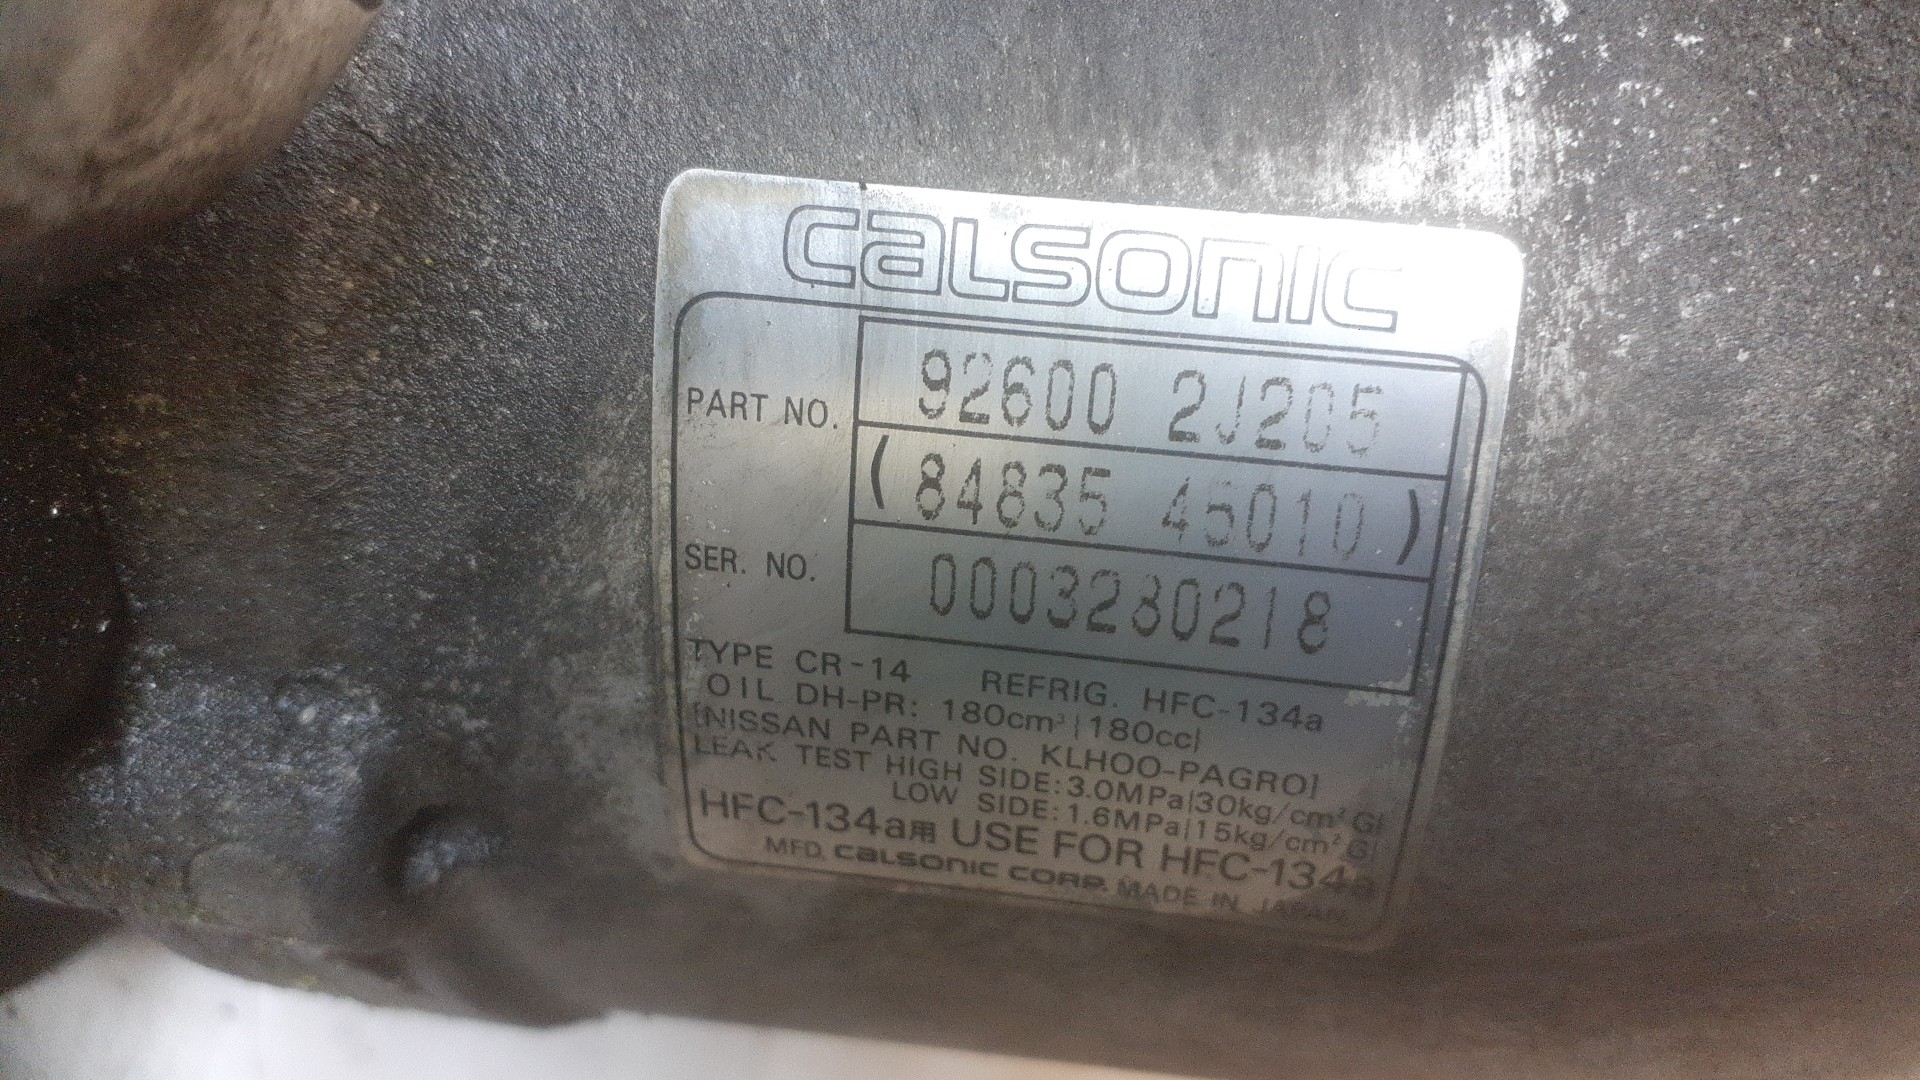 CALSONIC
PART NO. 92600 2J205
(84835 45010)
SER. NO. 0003280218
TYPE CR-14 REFRIG. HFC-134a
OIL DH-PR: 180cm³[180cc]
[NISSAN PART NO. KLH00-PAGR0]
LEAK TEST HIGH SIDE:3.0MPa[30kg/cm²G]
LOW SIDE:1.6MPa[15kg/cm²G]
HFC-134a用 USE FOR HFC-134a
MFD. CALSONIC CORP. MADE IN JAPAN